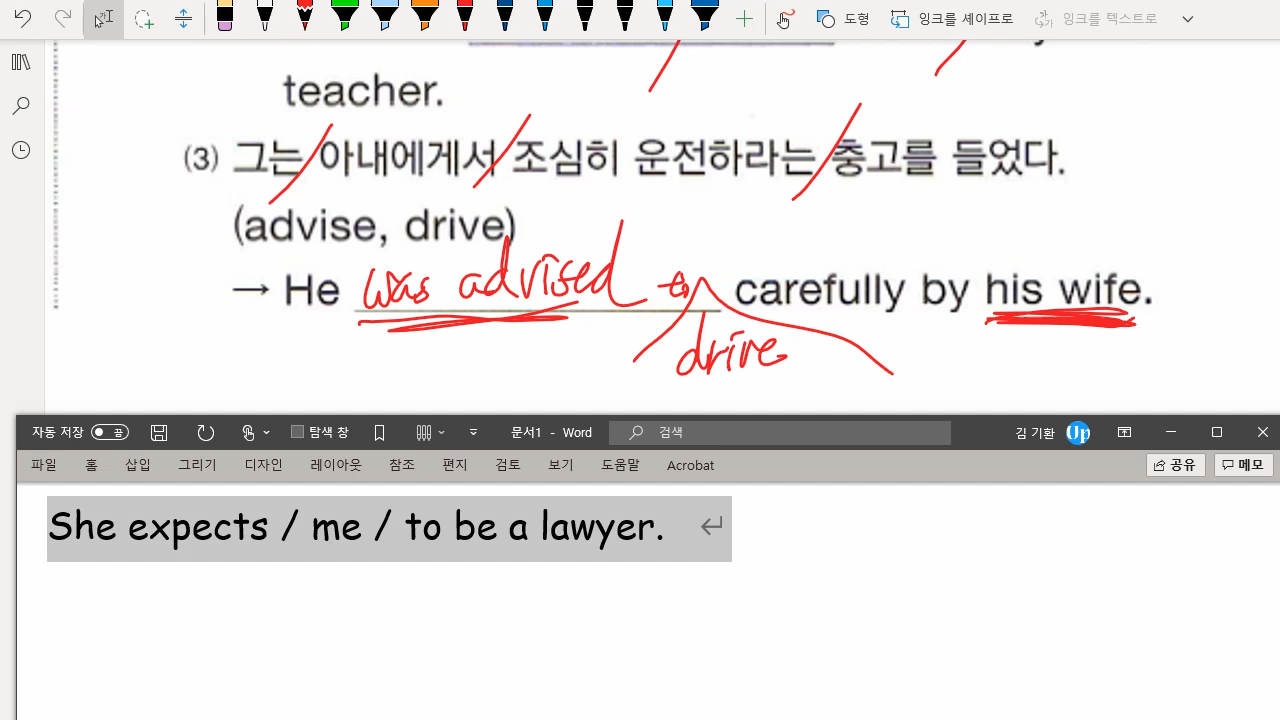 도형
잉크를 셰이프로
잉크를 텍스트로
teacher.
(3) 그는 아내에게서 조심히 운전하라는 충고를 들었다.
(advise, drive)
→ He was advised to carefully by his wife.
drive
자동 저장 끔
탐색 창
문서1 - Word
검색
김 기환
Up
파일 홈 삽입 그리기 디자인 레이아웃 참조 편지 검토 보기 도움말 Acrobat
공유 메모
She expects / me / to be a lawyer. ↵